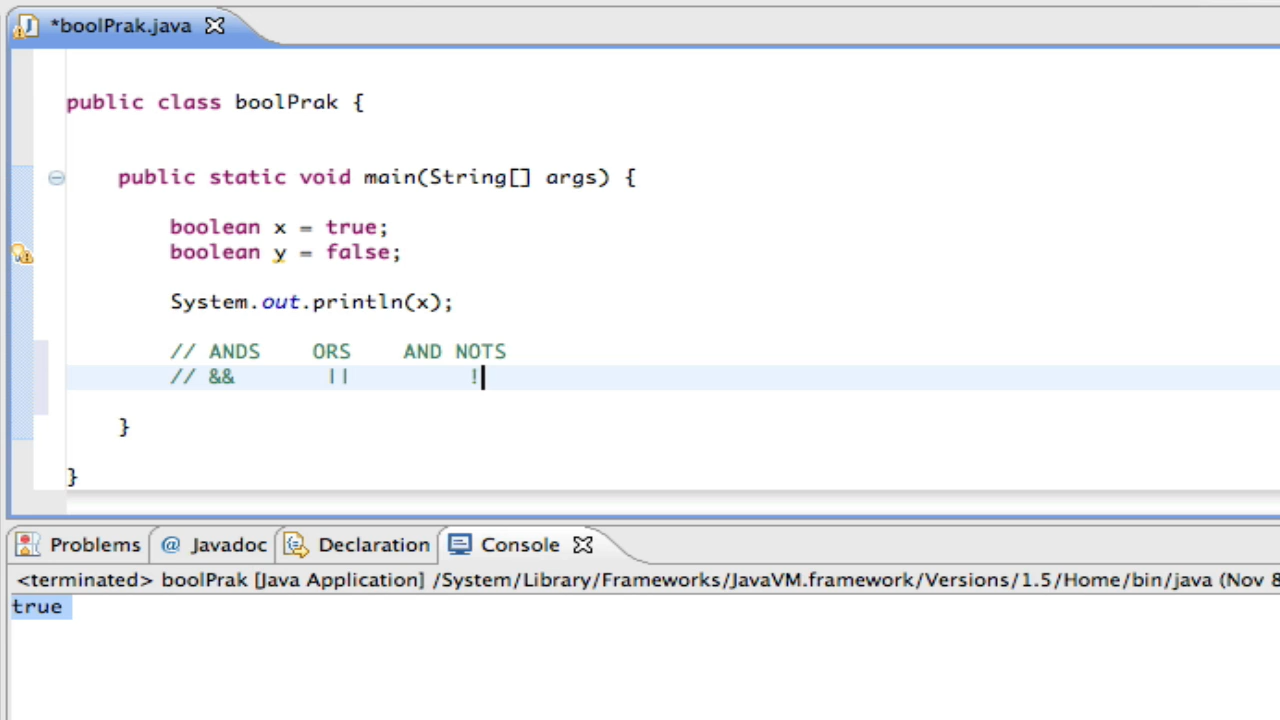 *boolPrak.java
public class boolPrak {
public static void main(String[] args) {
boolean x = true;
boolean y = false;
System.out.println(x);
// ANDS    ORS    AND NOTS
// &&       ||         !
}
}
Problems @ Javadoc Declaration Console
<terminated> boolPrak [Java Application] /System/Library/Frameworks/JavaVM.framework/Versions/1.5/Home/bin/java (Nov 8
true